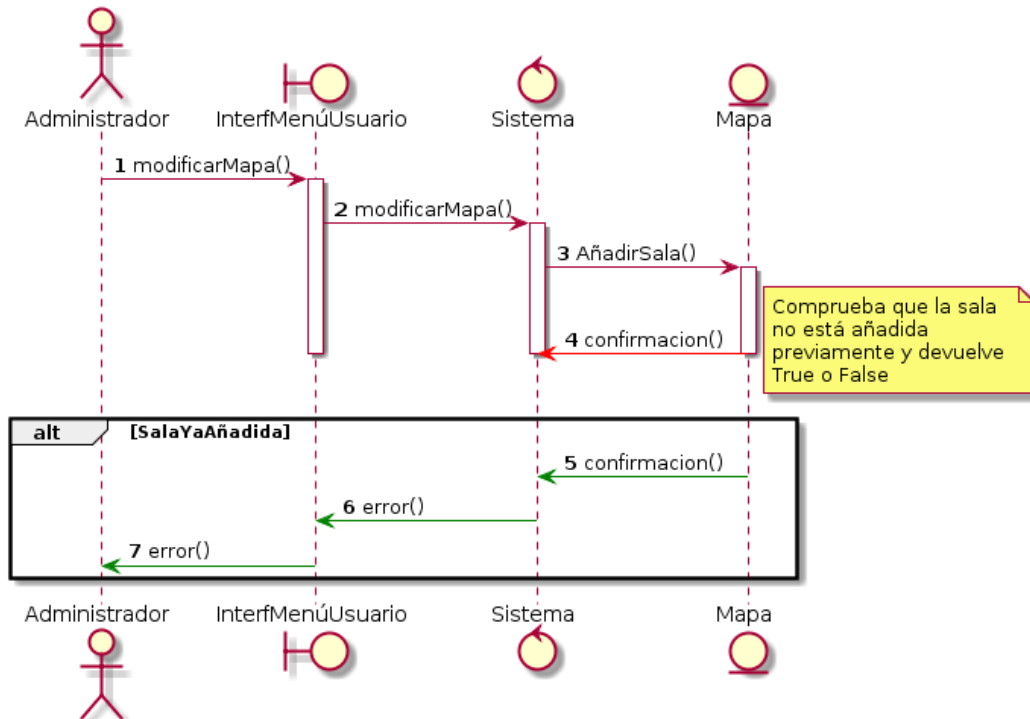 Administrador
InterfMenúUsuario
Sistema
Mapa
1 modificarMapa()
2 modificarMapa()
3 AñadirSala()
Comprueba que la sala
no está añadida
previamente y devuelve
True o False
4 confirmacion()
alt [SalaYaAñadida]
5 confirmacion()
6 error()
7 error()
Administrador
InterfMenúUsuario
Sistema
Mapa